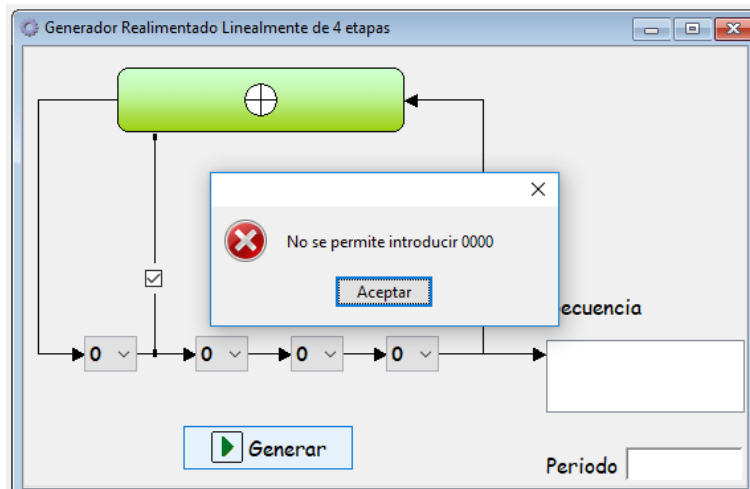 Generador Realimentado Linealmente de 4 etapas
No se permite introducir 0000
Aceptar
ecuencia
0 0 0 0
Generar
Periodo